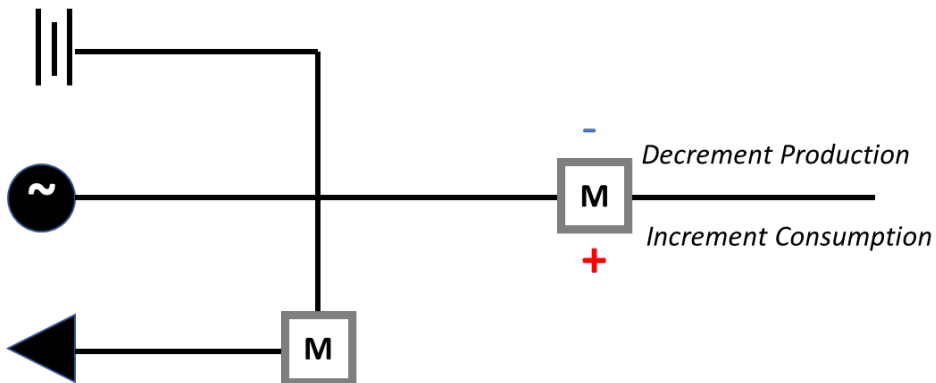 ~
-
Decrement Production
M
Increment Consumption
+
M